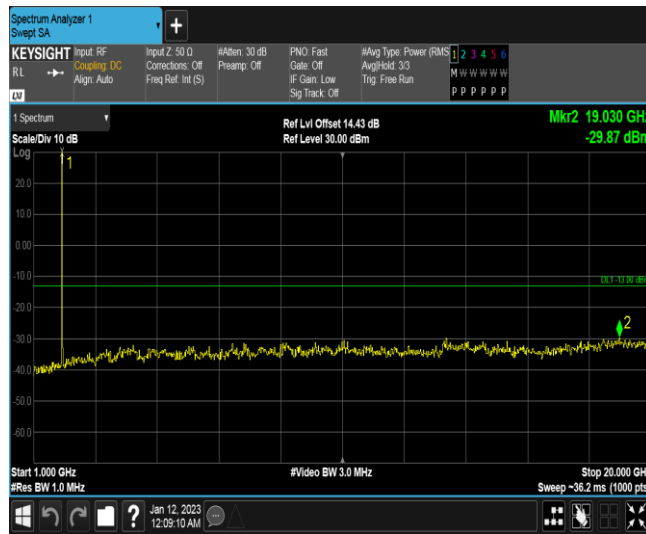 Spectrum Analyzer 1
Swept SA
+
KEYSIGHT
RL
LXI
Input: RF
Coupling: DC
Align: Auto
Input Z: 50 Ω
Corrections: Off
Freq Ref: Int (S)
#Atten: 30 dB
Preamp: Off
PNO: Fast
Gate: Off
IF Gain: Low
Sig Track: Off
#Avg Type: Power (RMS
Avg|Hold: 3/3
Trig: Free Run
1 2 3 4 5 6
M W W W W W
P P P P P P
1 Spectrum
Scale/Div 10 dB
Log
Ref Lvl Offset 14.43 dB
Ref Level 30.00 dBm
Mkr2 19.030 GH
-29.87 dBn
1
20.0
10.0
0.00
-10.0
DL1 -13.00 dB
-20.0
2
-30.0
-40.0
-50.0
-60.0
Start 1.000 GHz
#Video BW 3.0 MHz
Stop 20.000 GH
#Res BW 1.0 MHz
Sweep ~36.2 ms (1000 pts
?
Jan 12, 2023
12:09:10 AM